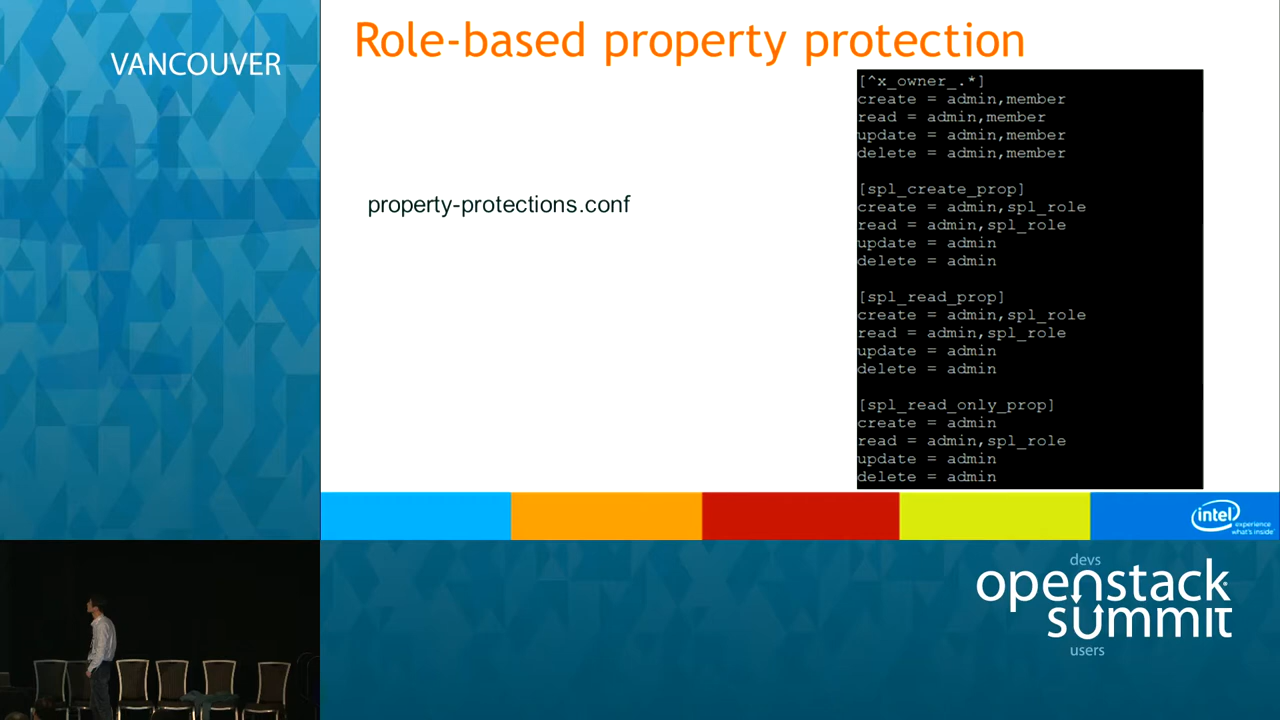 VANCOUVER
Role-based property protection
property-protections.conf
[^x_owner_.*]
create = admin,member
read = admin,member
update = admin,member
delete = admin,member
[spl_create_prop]
create = admin,spl_role
read = admin,spl_role
update = admin
delete = admin
[spl_read_prop]
create = admin,spl_role
read = admin,spl_role
update = admin
delete = admin
[spl_read_only_prop]
create = admin
read = admin,spl_role
update = admin
delete = admin
intel
experience
what's inside
devs
openstack
summit
users